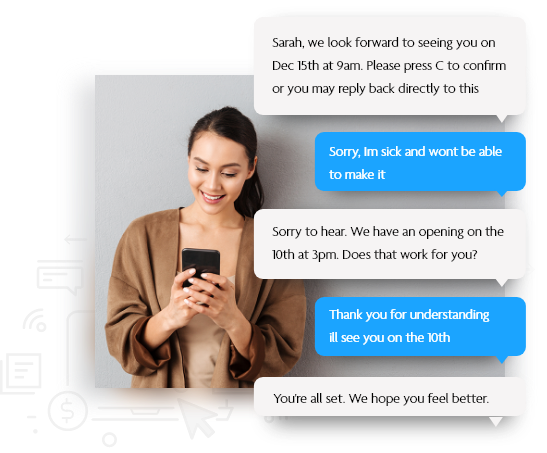 Sarah, we look forward to seeing you on
Dec 15th at 9am. Please press C to confirm
or you may reply back directly to this
Sorry, Im sick and wont be able
to make it
Sorry to hear. We have an opening on the
10th at 3pm. Does that work for you?
Thank you for understanding
ill see you on the 10th
You're all set. We hope you feel better.